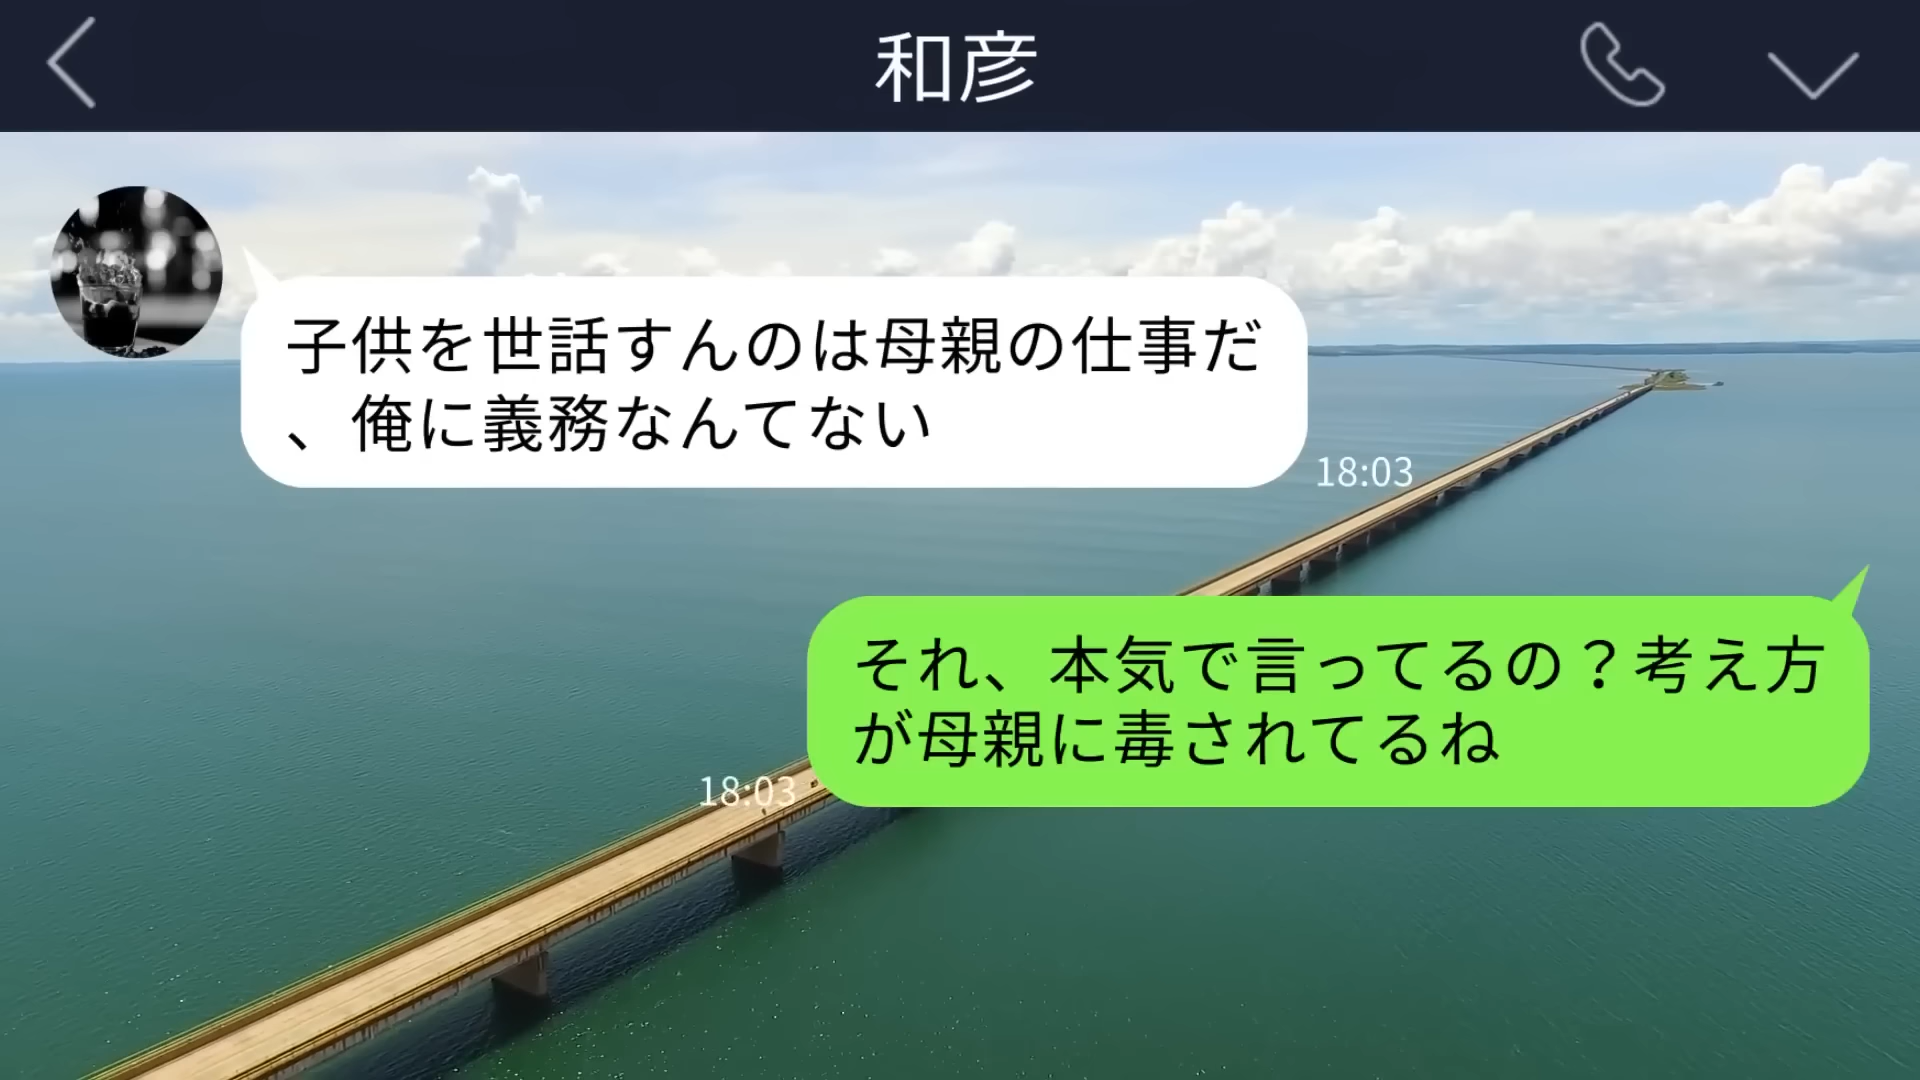 和彦
子供を世話すんのは母親の仕事だ
、俺に義務なんてない
18:03
それ、本気で言ってるの？考え方
が母親に毒されてるね
18:03